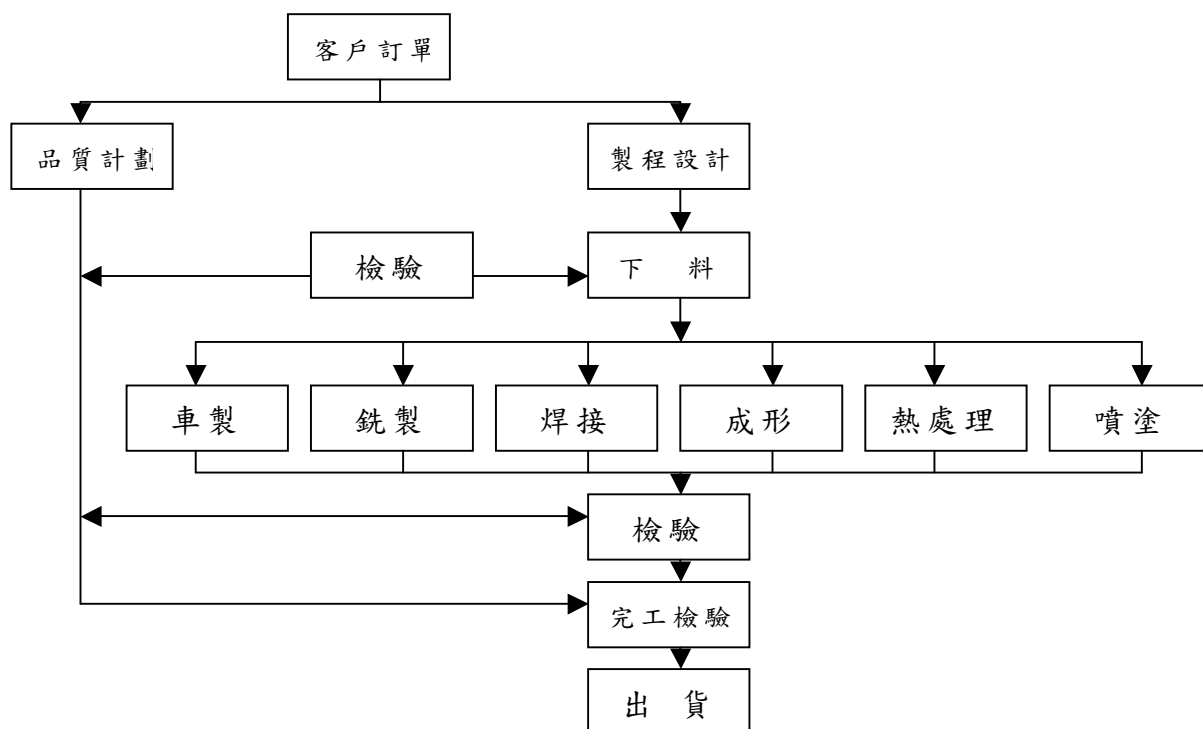 客戶訂單
品質計劃
製程設計
檢驗
下 料
車製
銑製
焊接
成形
熱處理
噴塗
檢驗
完工檢驗
出 貨